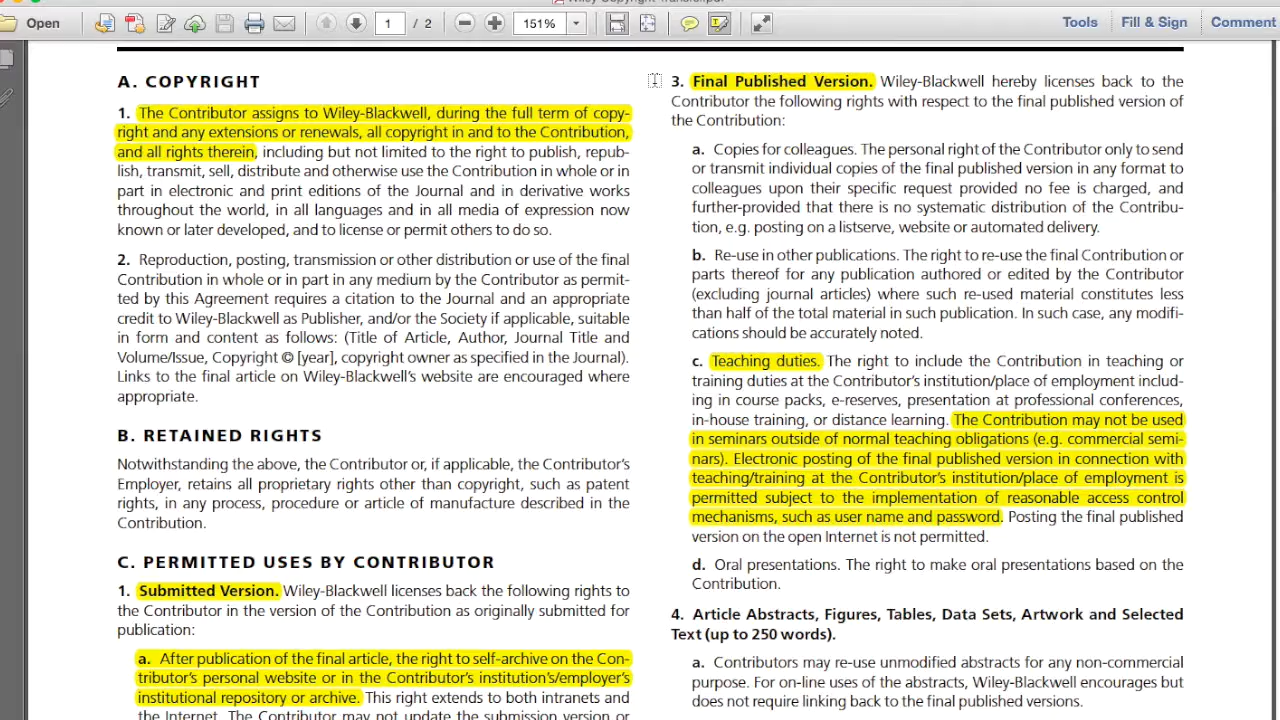 Wiley Copyright Transfer.pdf
Open
1 / 2
151%
Tools
Fill & Sign
Comment
A. COPYRIGHT
1. The Contributor assigns to Wiley-Blackwell, during the full term of copy-
right and any extensions or renewals, all copyright in and to the Contribution,
and all rights therein, including but not limited to the right to publish, repub-
lish, transmit, sell, distribute and otherwise use the Contribution in whole or in
part in electronic and print editions of the Journal and in derivative works
throughout the world, in all languages and in all media of expression now
known or later developed, and to license or permit others to do so.
2. Reproduction, posting, transmission or other distribution or use of the final
Contribution in whole or in part in any medium by the Contributor as permit-
ted by this Agreement requires a citation to the Journal and an appropriate
credit to Wiley-Blackwell as Publisher, and/or the Society if applicable, suitable
in form and content as follows: (Title of Article, Author, Journal Title and
Volume/Issue, Copyright © [year], copyright owner as specified in the Journal).
Links to the final article on Wiley-Blackwell's website are encouraged where
appropriate.
B. RETAINED RIGHTS
Notwithstanding the above, the Contributor or, if applicable, the Contributor's
Employer, retains all proprietary rights other than copyright, such as patent
rights, in any process, procedure or article of manufacture described in the
Contribution.
C. PERMITTED USES BY CONTRIBUTOR
1. Submitted Version. Wiley-Blackwell licenses back the following rights to
the Contributor in the version of the Contribution as originally submitted for
publication:
a. After publication of the final article, the right to self-archive on the Con-
tributor's personal website or in the Contributor's institution's/employer's
institutional repository or archive. This right extends to both intranets and
the Internet. The Contributor may not update the submission version or
3. Final Published Version. Wiley-Blackwell hereby licenses back to the
Contributor the following rights with respect to the final published version of
the Contribution:
a. Copies for colleagues. The personal right of the Contributor only to send
or transmit individual copies of the final published version in any format to
colleagues upon their specific request provided no fee is charged, and
further-provided that there is no systematic distribution of the Contribu-
tion, e.g. posting on a listserve, website or automated delivery.
b. Re-use in other publications. The right to re-use the final Contribution or
parts thereof for any publication authored or edited by the Contributor
(excluding journal articles) where such re-used material constitutes less
than half of the total material in such publication. In such case, any modifi-
cations should be accurately noted.
c. Teaching duties. The right to include the Contribution in teaching or
training duties at the Contributor's institution/place of employment includ-
ing in course packs, e-reserves, presentation at professional conferences,
in-house training, or distance learning. The Contribution may not be used
in seminars outside of normal teaching obligations (e.g. commercial semi-
nars). Electronic posting of the final published version in connection with
teaching/training at the Contributor's institution/place of employment is
permitted subject to the implementation of reasonable access control
mechanisms, such as user name and password. Posting the final published
version on the open Internet is not permitted.
d. Oral presentations. The right to make oral presentations based on the
Contribution.
4. Article Abstracts, Figures, Tables, Data Sets, Artwork and Selected
Text (up to 250 words).
a. Contributors may re-use unmodified abstracts for any non-commercial
purpose. For on-line uses of the abstracts, Wiley-Blackwell encourages but
does not require linking back to the final published versions.